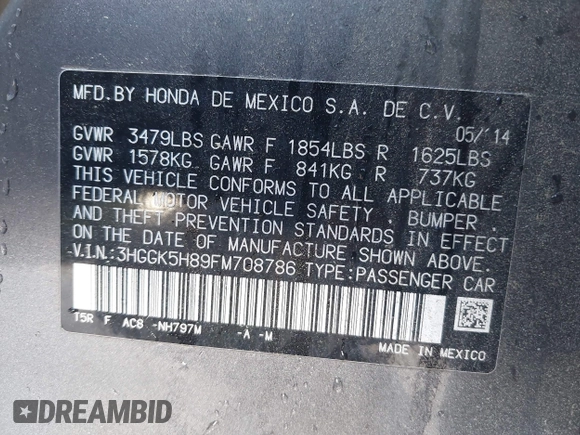 MFD. BY HONDA DE MEXICO S.A. DE C.V.
05/'14
GVWR 3479LBS GAWR F 1854LBS R 1625LBS
GVWR 1578KG GAWR F 841KG R 737KG
THIS VEHICLE CONFORMS TO ALL APPLICABLE
FEDERAL MOTOR VEHICLE SAFETY, BUMPER,
AND THEFT PREVENTION STANDARDS IN EFFECT
ON THE DATE OF MANUFACTURE SHOWN ABOVE.
V.I.N.:3HGGK5H89FM708786 TYPE:PASSENGER CAR
T5R F AC6 -NH797M -A -M
MADE IN MEXICO
DREAMBID